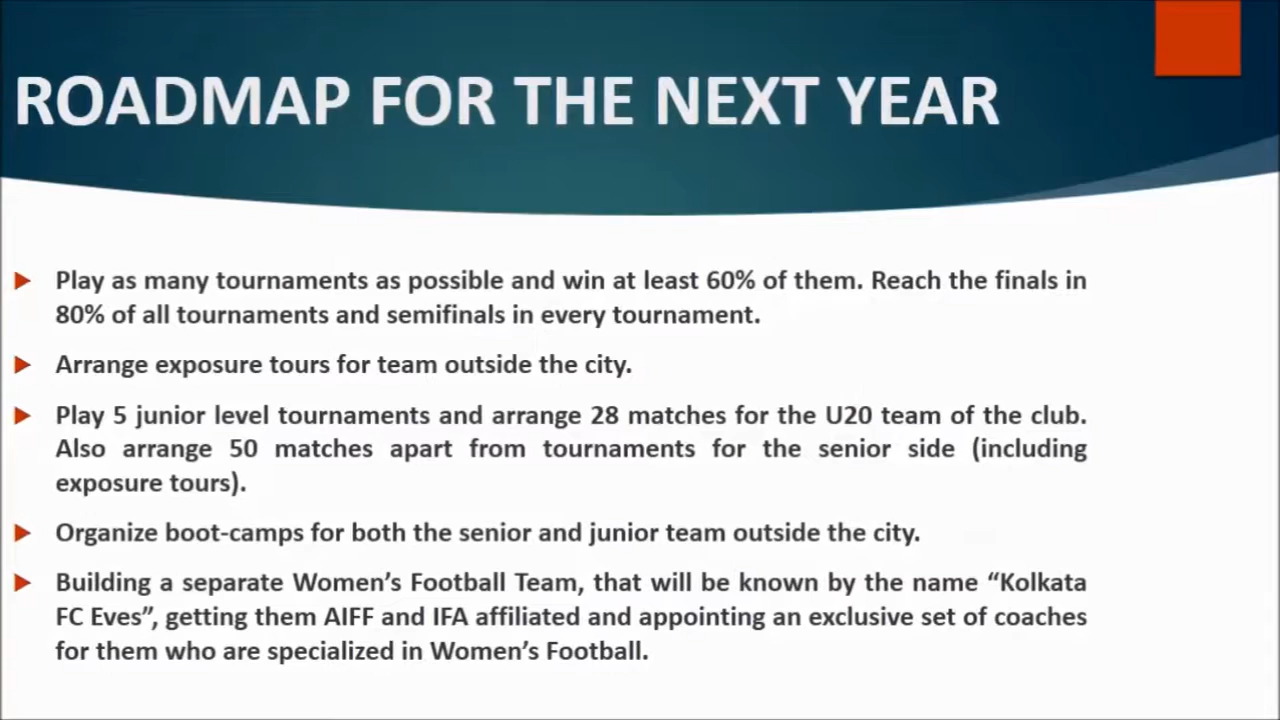 ROADMAP FOR THE NEXT YEAR
Play as many tournaments as possible and win at least 60% of them. Reach the finals in
80% of all tournaments and semifinals in every tournament.
Arrange exposure tours for team outside the city.
Play 5 junior level tournaments and arrange 28 matches for the U20 team of the club.
Also arrange 50 matches apart from tournaments for the senior side (including
exposure tours).
Organize boot-camps for both the senior and junior team outside the city.
Building a separate Women’s Football Team, that will be known by the name “Kolkata
FC Eves”, getting them AIFF and IFA affiliated and appointing an exclusive set of coaches
for them who are specialized in Women’s Football.